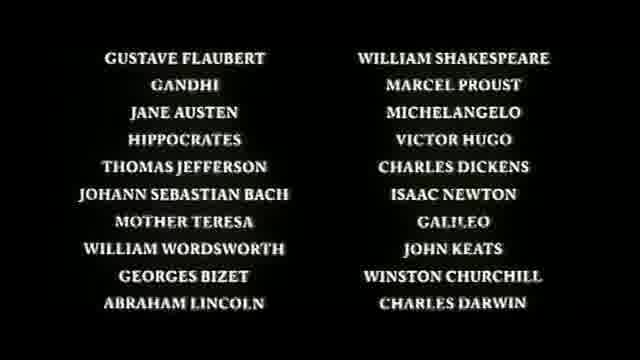 GUSTAVE FLAUBERT
GANDHI
JANE AUSTEN
HIPPOCRATES
THOMAS JEFFERSON
JOHANN SEBASTIAN BACH
MOTHER TERESA
WILLIAM WORDSWORTH
GEORGES BIZET
ABRAHAM LINCOLN
WILLIAM SHAKESPEARE
MARCEL PROUST
MICHELANGELO
VICTOR HUGO
CHARLES DICKENS
ISAAC NEWTON
GALILEO
JOHN KEATS
WINSTON CHURCHILL
CHARLES DARWIN